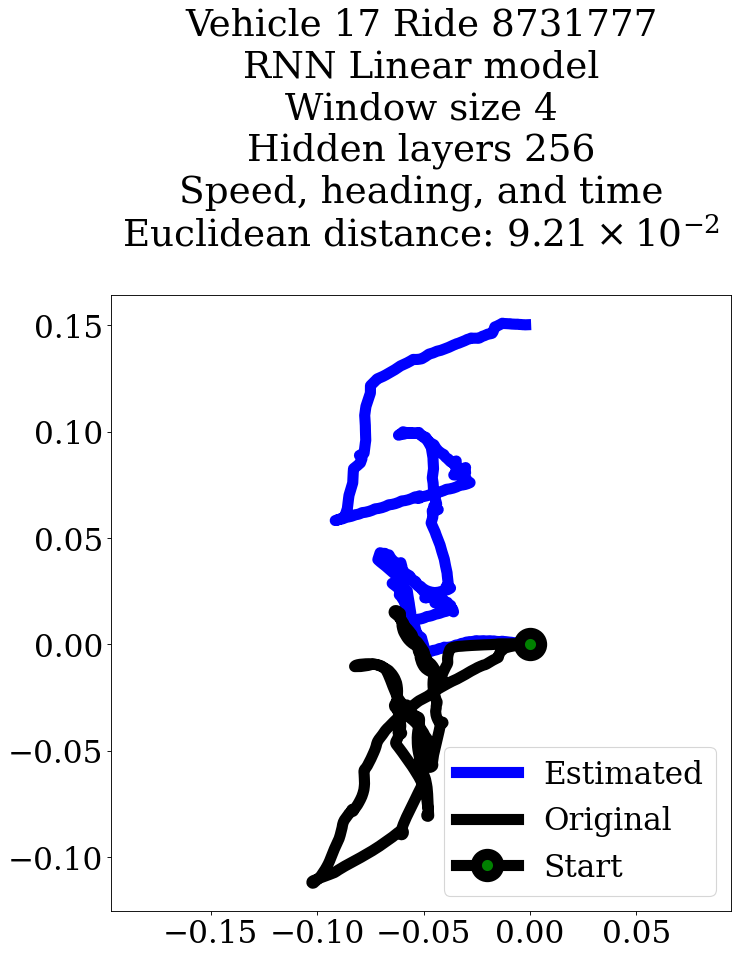 Vehicle 17 Ride 8731777
RNN Linear model
Window size 4
Hidden layers 256
Speed, heading, and time
Euclidean distance: 9.21 × 10⁻²
0.15
0.10
0.05
0.00
−0.05
−0.10
Estimated
Original
Start
−0.15 −0.10 −0.05 0.00 0.05